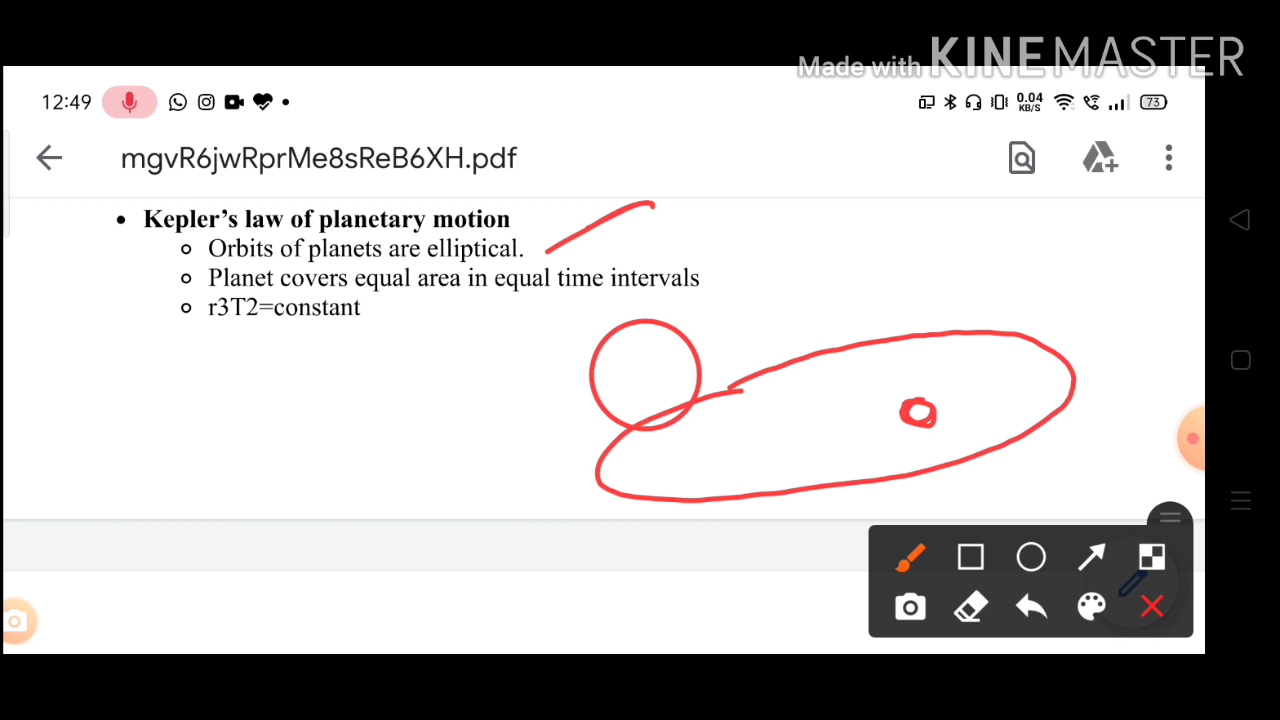 Made with KINEMASTER
12:49 0.04 KB/S 73
mgvR6jwRprMe8sReB6XH.pdf
• Kepler’s law of planetary motion
o Orbits of planets are elliptical.
o Planet covers equal area in equal time intervals
o r3T2=constant